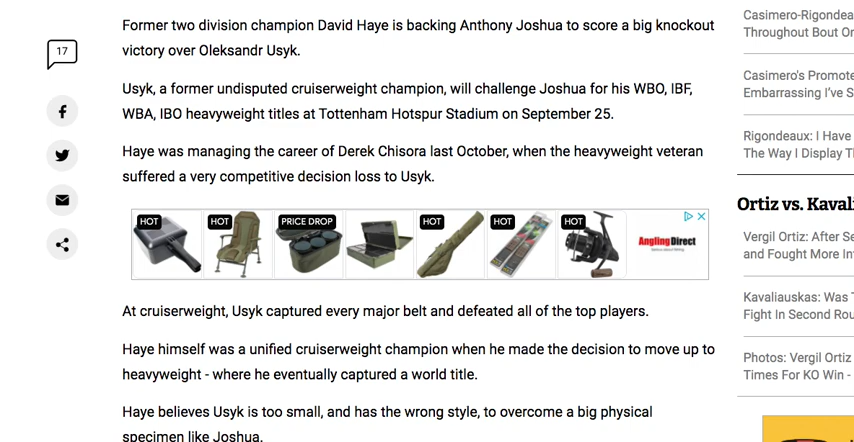 Former two division champion David Haye is backing Anthony Joshua to score a big knockout
victory over Oleksandr Usyk.
17
Usyk, a former undisputed cruiserweight champion, will challenge Joshua for his WBO, IBF,
WBA, IBO heavyweight titles at Tottenham Hotspur Stadium on September 25.
Haye was managing the career of Derek Chisora last October, when the heavyweight veteran
suffered a very competitive decision loss to Usyk.
HOT
HOT
PRICE DROP
HOT
HOT
HOT
AnglingDirect
At cruiserweight, Usyk captured every major belt and defeated all of the top players.
Haye himself was a unified cruiserweight champion when he made the decision to move up to
heavyweight - where he eventually captured a world title.
Haye believes Usyk is too small, and has the wrong style, to overcome a big physical
specimen like Joshua.
Casimero-Rigondea
Throughout Bout On
Casimero's Promote
Embarrassing I've S
Rigondeaux: I Have
The Way I Display Th
Ortiz vs. Kavali
Vergil Ortiz: After Se
and Fought More In
Kavaliauskas: Was T
Fight In Second Rou
Photos: Vergil Ortiz
Times For KO Win -